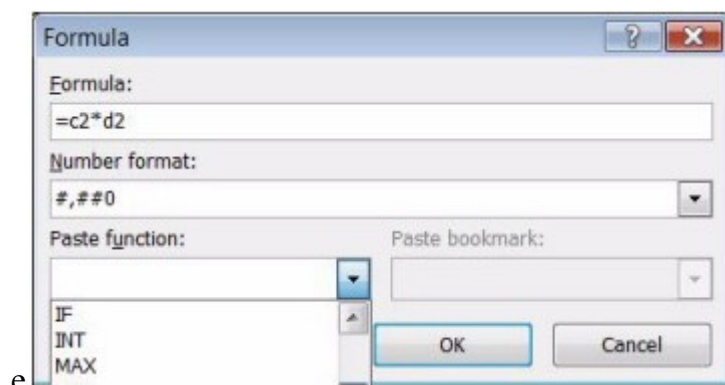 Formula
Formula:
=c2*d2
Number format:
#,##0
Paste function: Paste bookmark:
IF
INT
MAX
OK Cancel
e